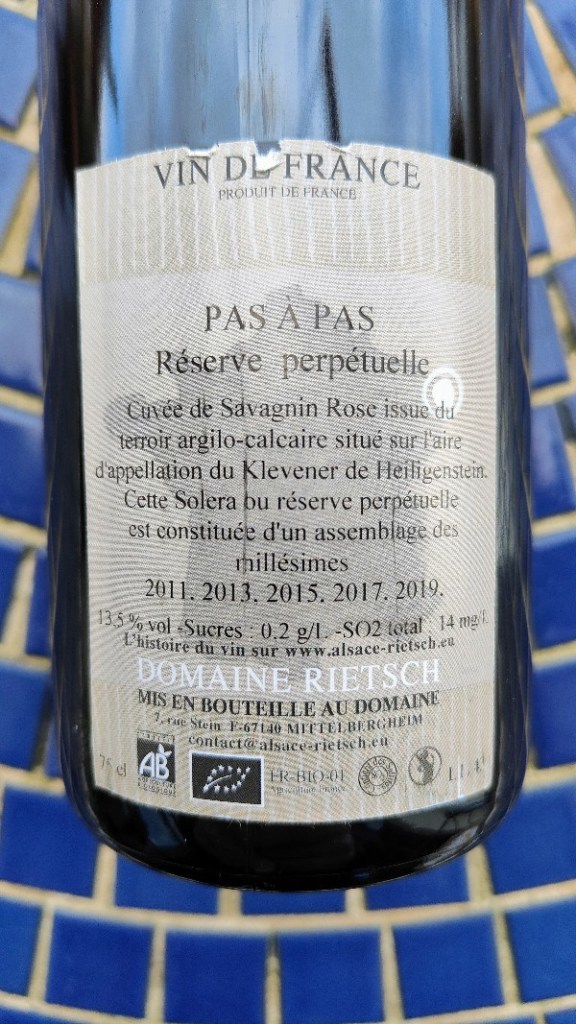 VIN DE FRANCE
PRODUIT DE FRANCE
PAS À PAS
Réserve perpétuelle
Cuvée de Savagnin Rose issue du
terroir argilo-calcaire situé sur l'aire
d'appellation du Klevener de Heiligenstein.
Cette Solera ou réserve perpétuelle
est constituée d'un assemblage des
millésimes
2011. 2013. 2015. 2017. 2019.
13,5 % vol -Sucres : 0.2 g/L -SO2 total : 14 mg/L
L'histoire du vin sur www.alsace-rietsch.eu
DOMAINE RIETSCH
MIS EN BOUTEILLE AU DOMAINE
7, rue Stein F-67140 MITTELBERGHEIM
contact@alsace-rietsch.eu
75 cl
AB
FR-BIO-01
Agriculture France